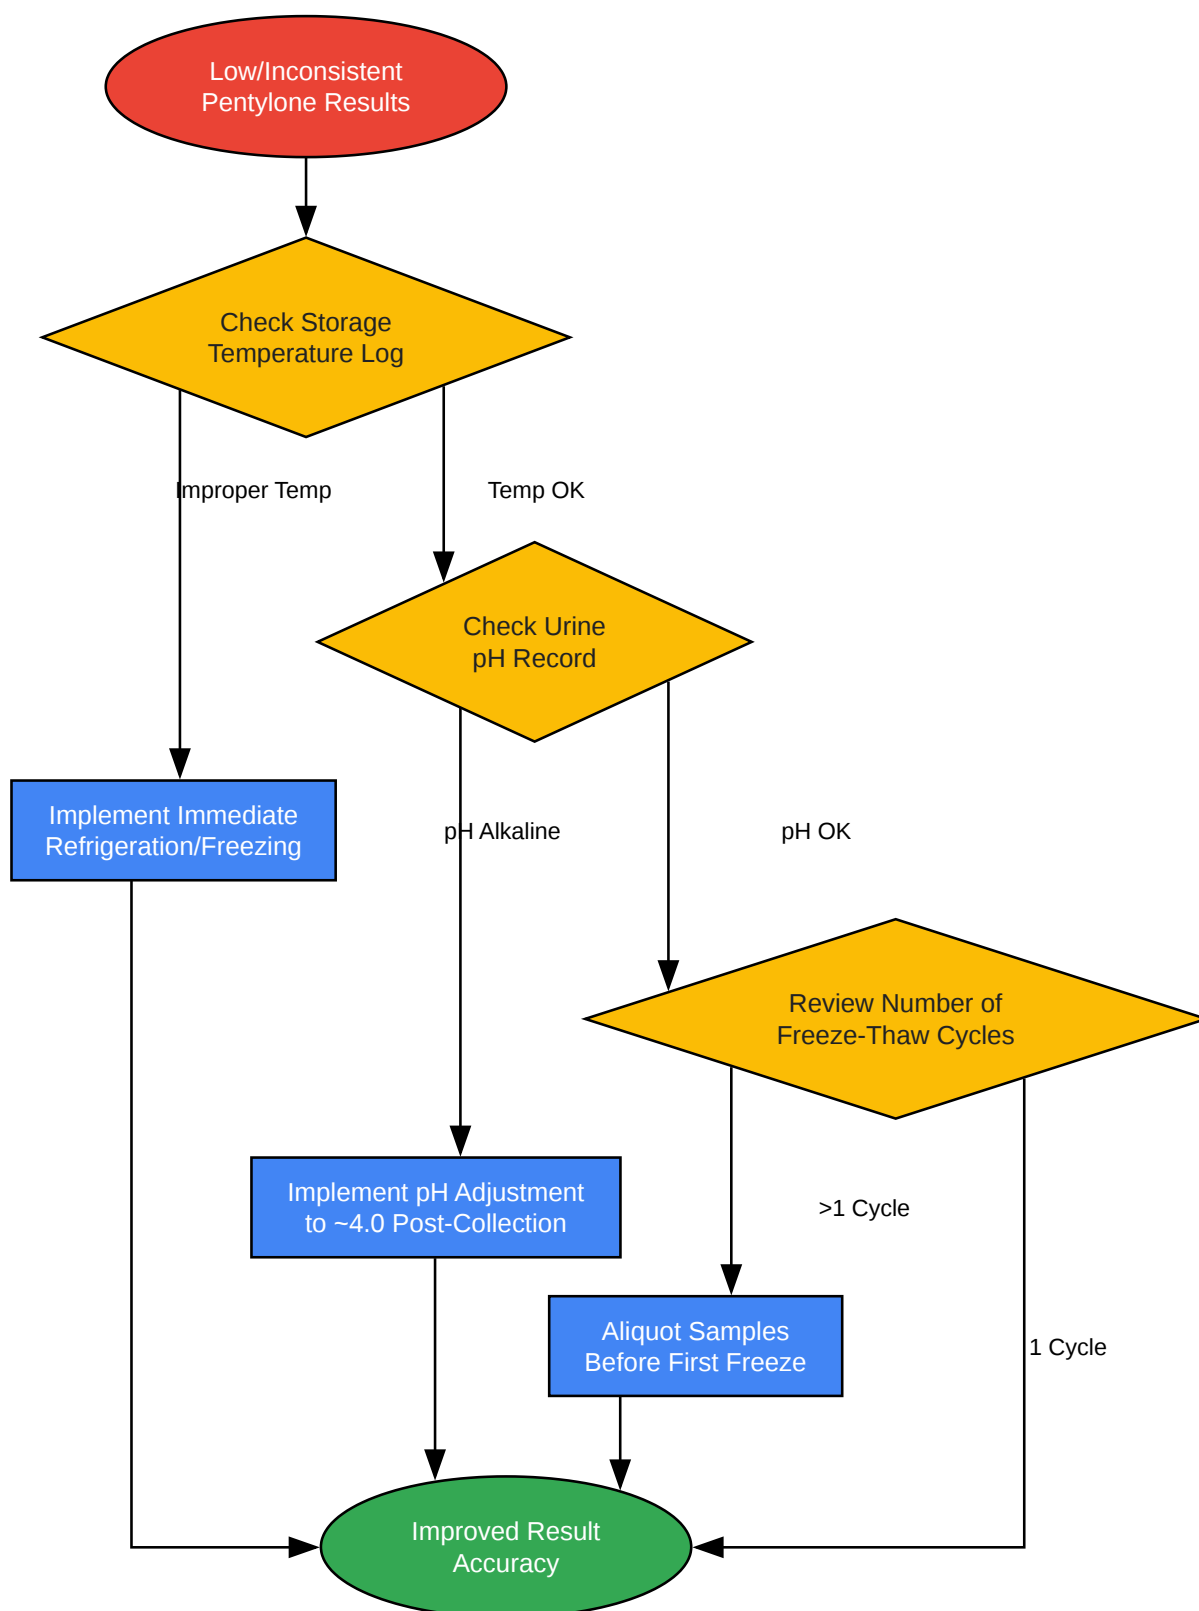 Low/Inconsistent
Pentylone Results
Check Storage
Temperature Log
Improper Temp
Temp OK
Check Urine
pH Record
Implement Immediate
Refrigeration/Freezing
pH Alkaline
pH OK
Review Number of
Freeze-Thaw Cycles
Implement pH Adjustment
to ~4.0 Post-Collection
>1 Cycle
Aliquot Samples
Before First Freeze
1 Cycle
Improved Result
Accuracy